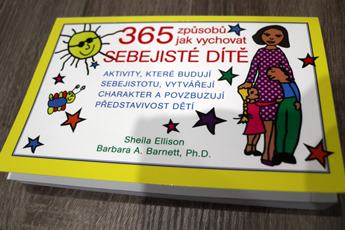 365 způsobů
jak vychovat
SEBEJISTÉ DÍTĚ
AKTIVITY, KTERÉ BUDUJÍ
SEBEJISTOTU, VYTVÁŘEJÍ
CHARAKTER A POVZBUZUJÍ
PŘEDSTAVIVOST DĚTÍ
Sheila Ellison
Barbara A. Barnett, Ph.D.